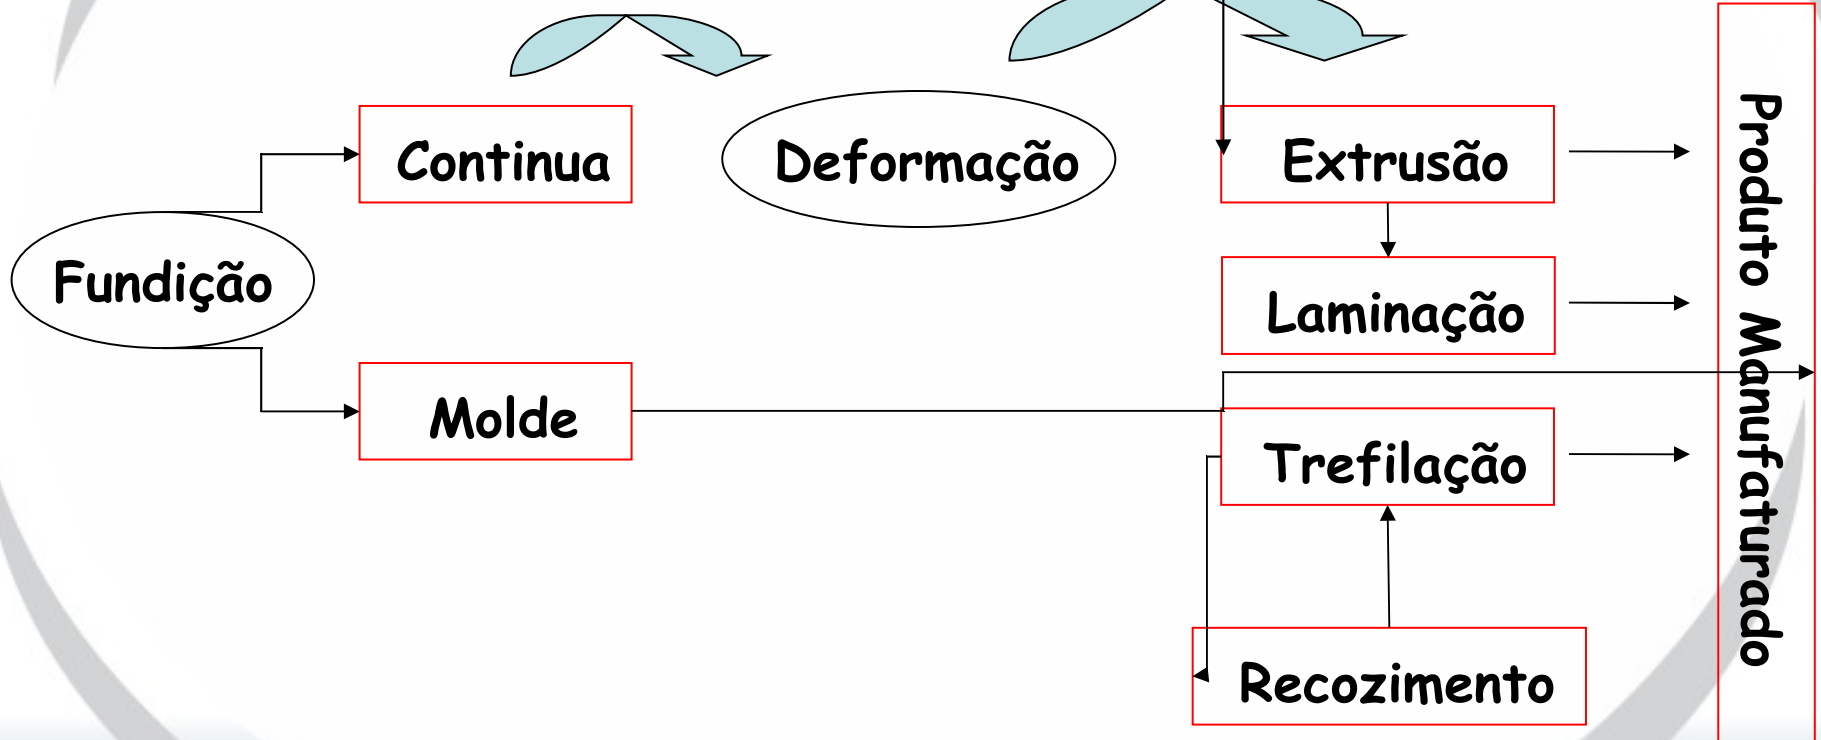 Continua
Deformação
Extrusão
Fundição
Laminação
Molde
Trefilação
Recozimento
Produto Manufaturado